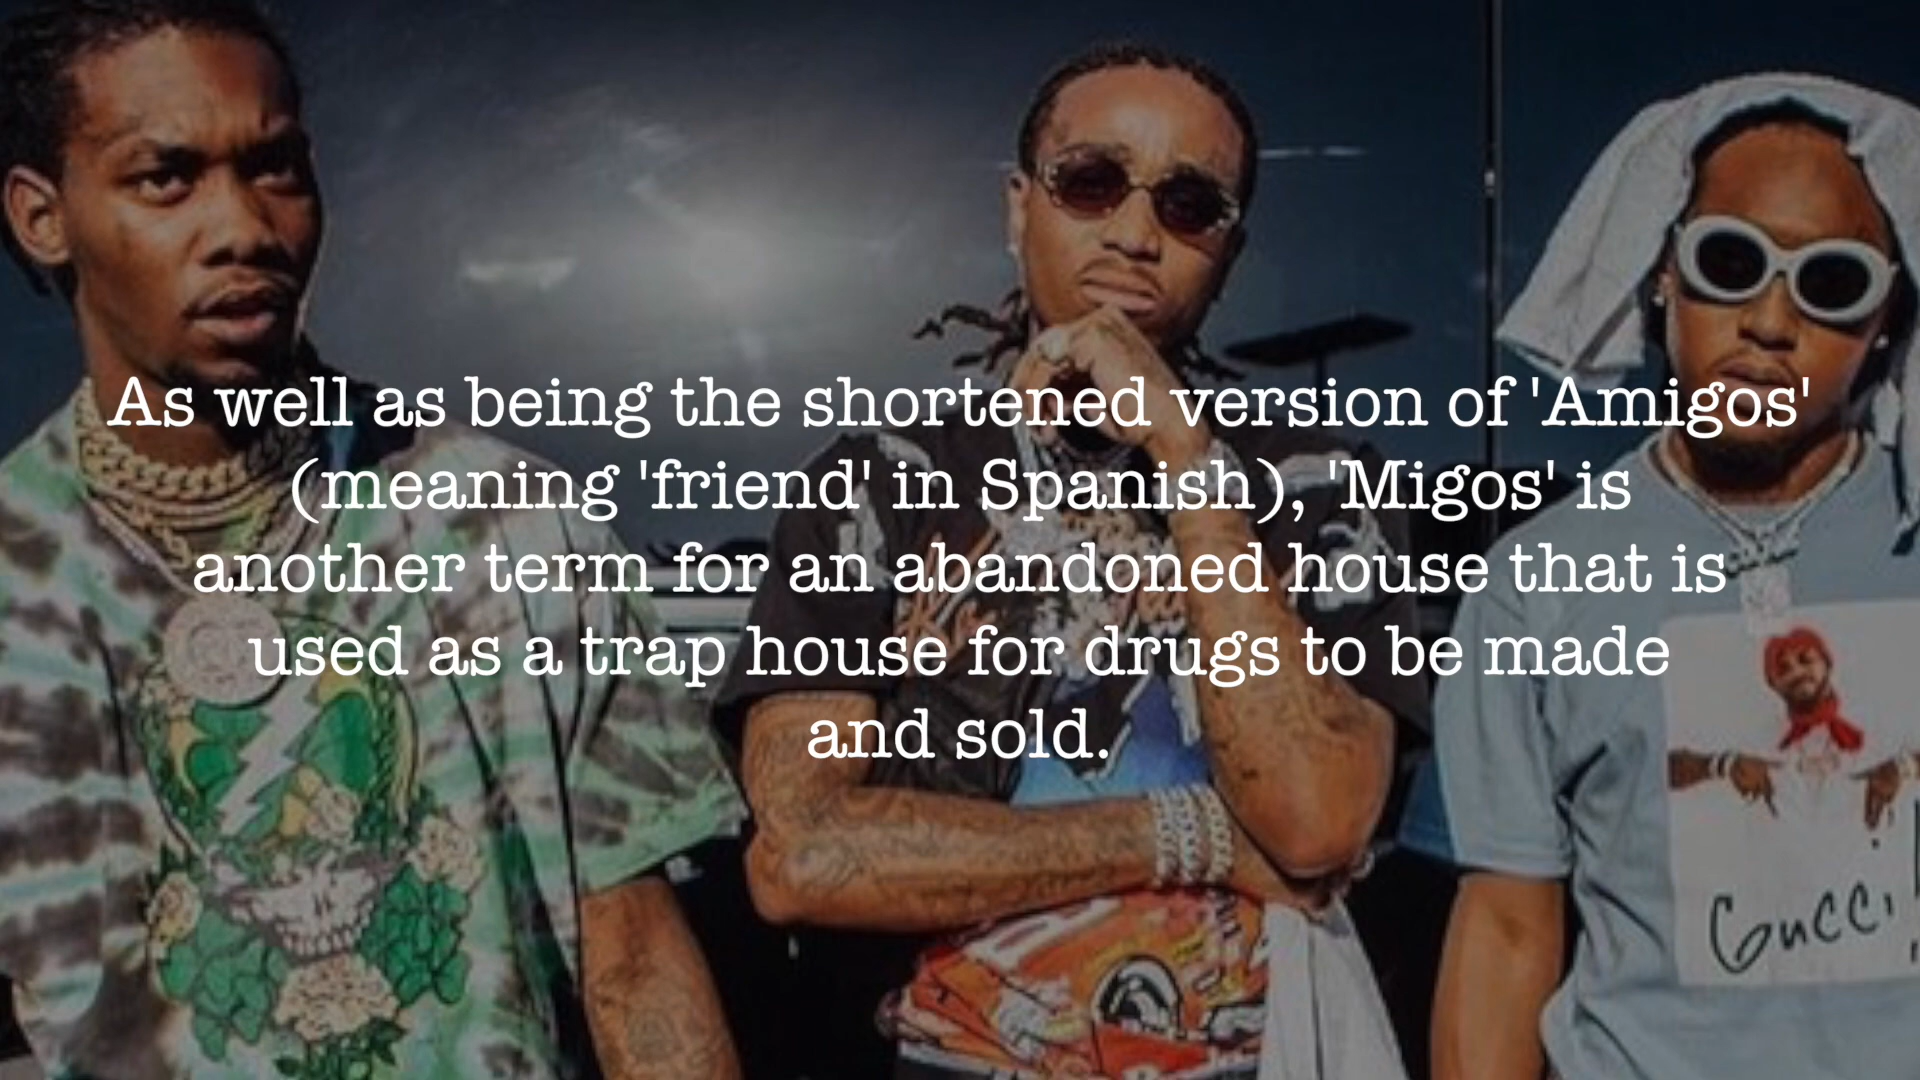 As well as being the shortened version of 'Amigos'
(meaning 'friend' in Spanish), 'Migos' is
another term for an abandoned house that is
used as a trap house for drugs to be made
and sold.
Gucci